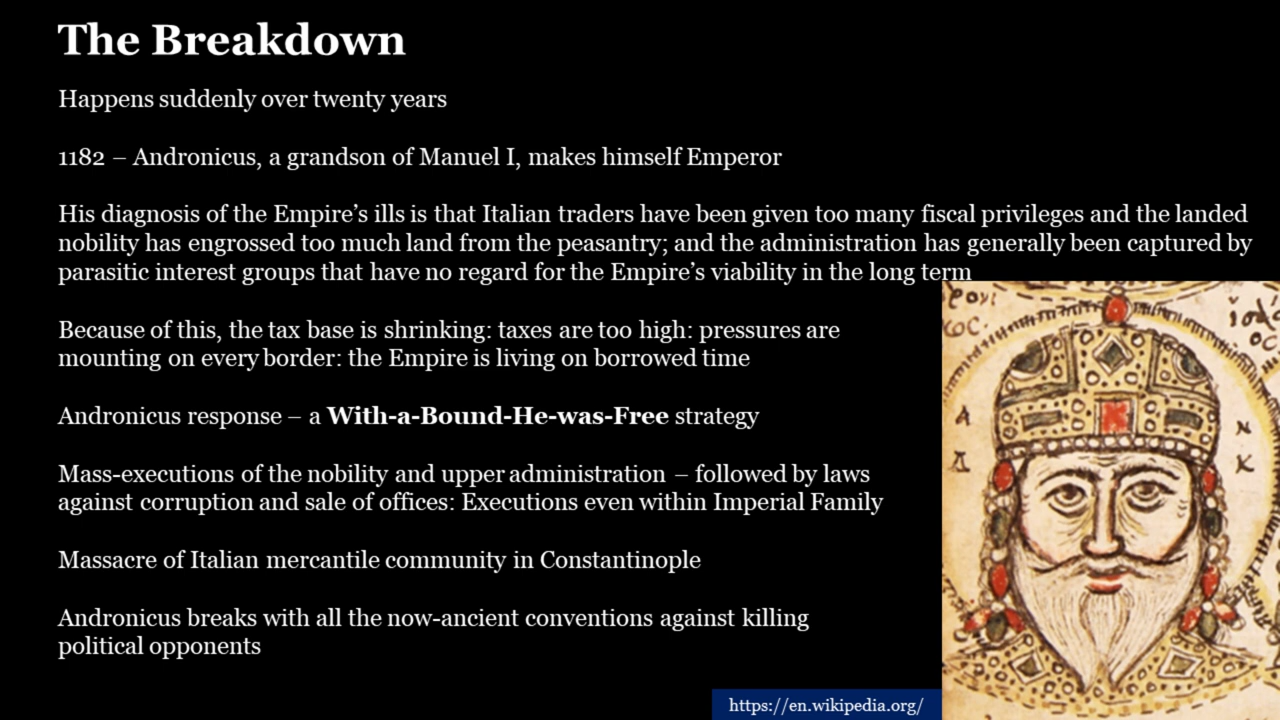 The Breakdown
Happens suddenly over twenty years
1182 – Andronicus, a grandson of Manuel I, makes himself Emperor
His diagnosis of the Empire's ills is that Italian traders have been given too many fiscal privileges and the landed
nobility has engrossed too much land from the peasantry; and the administration has generally been captured by
parasitic interest groups that have no regard for the Empire's viability in the long term
Because of this, the tax base is shrinking: taxes are too high: pressures are
mounting on every border: the Empire is living on borrowed time
Andronicus response – a With-a-Bound-He-was-Free strategy
Mass-executions of the nobility and upper administration – followed by laws
against corruption and sale of offices: Executions even within Imperial Family
Massacre of Italian mercantile community in Constantinople
Andronicus breaks with all the now-ancient conventions against killing
political opponents
https://en.wikipedia.org/